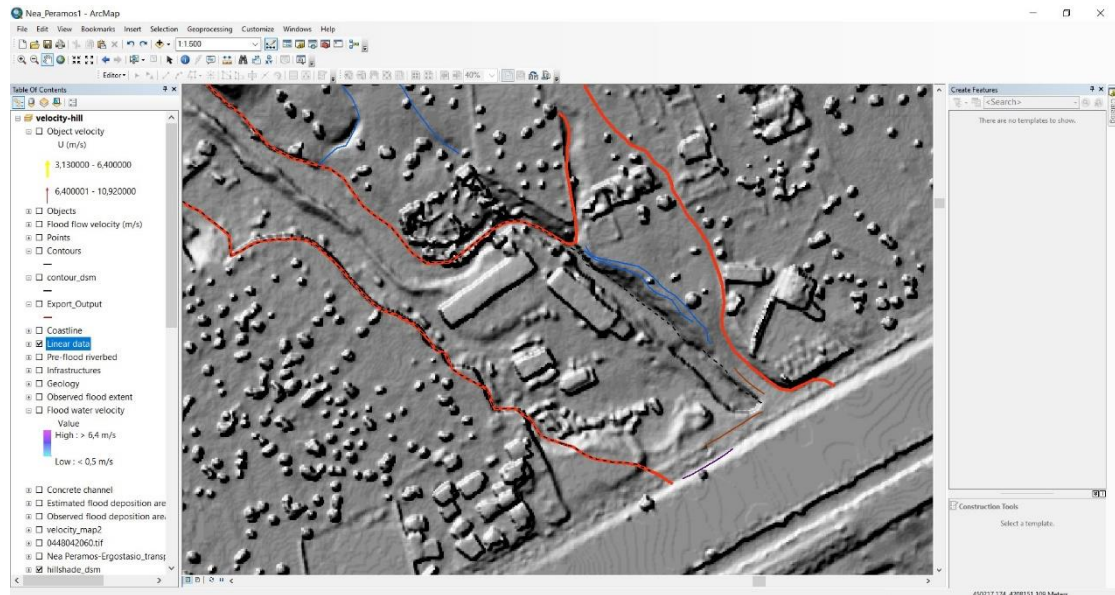 Nea_Peramos1 - ArcMap
File Edit View Bookmarks Insert Selection Geoprocessing Customize Windows Help
1:1.500
Editor
40%
Table Of Contents
velocity-hill
Object velocity
U (m/s)
3,130000 - 6,400000
6,400001 - 10,920000
Objects
Flood flow velocity (m/s)
Points
Contours
contour_dsm
Export_Output
Coastline
Linear data
Pre-flood riverbed
Infrastructures
Geology
Observed flood extent
Flood water velocity
Value
High : > 6,4 m/s
Low : < 0,5 m/s
Concrete channel
Estimated flood deposition are
Observed flood deposition area
velocity_map2
0448042060.tif
Nea Peramos-Ergostasio_transp
hillshade_dsm
Create Features
<Search>
There are no templates to show.
Construction Tools
Select a template.
Catalog